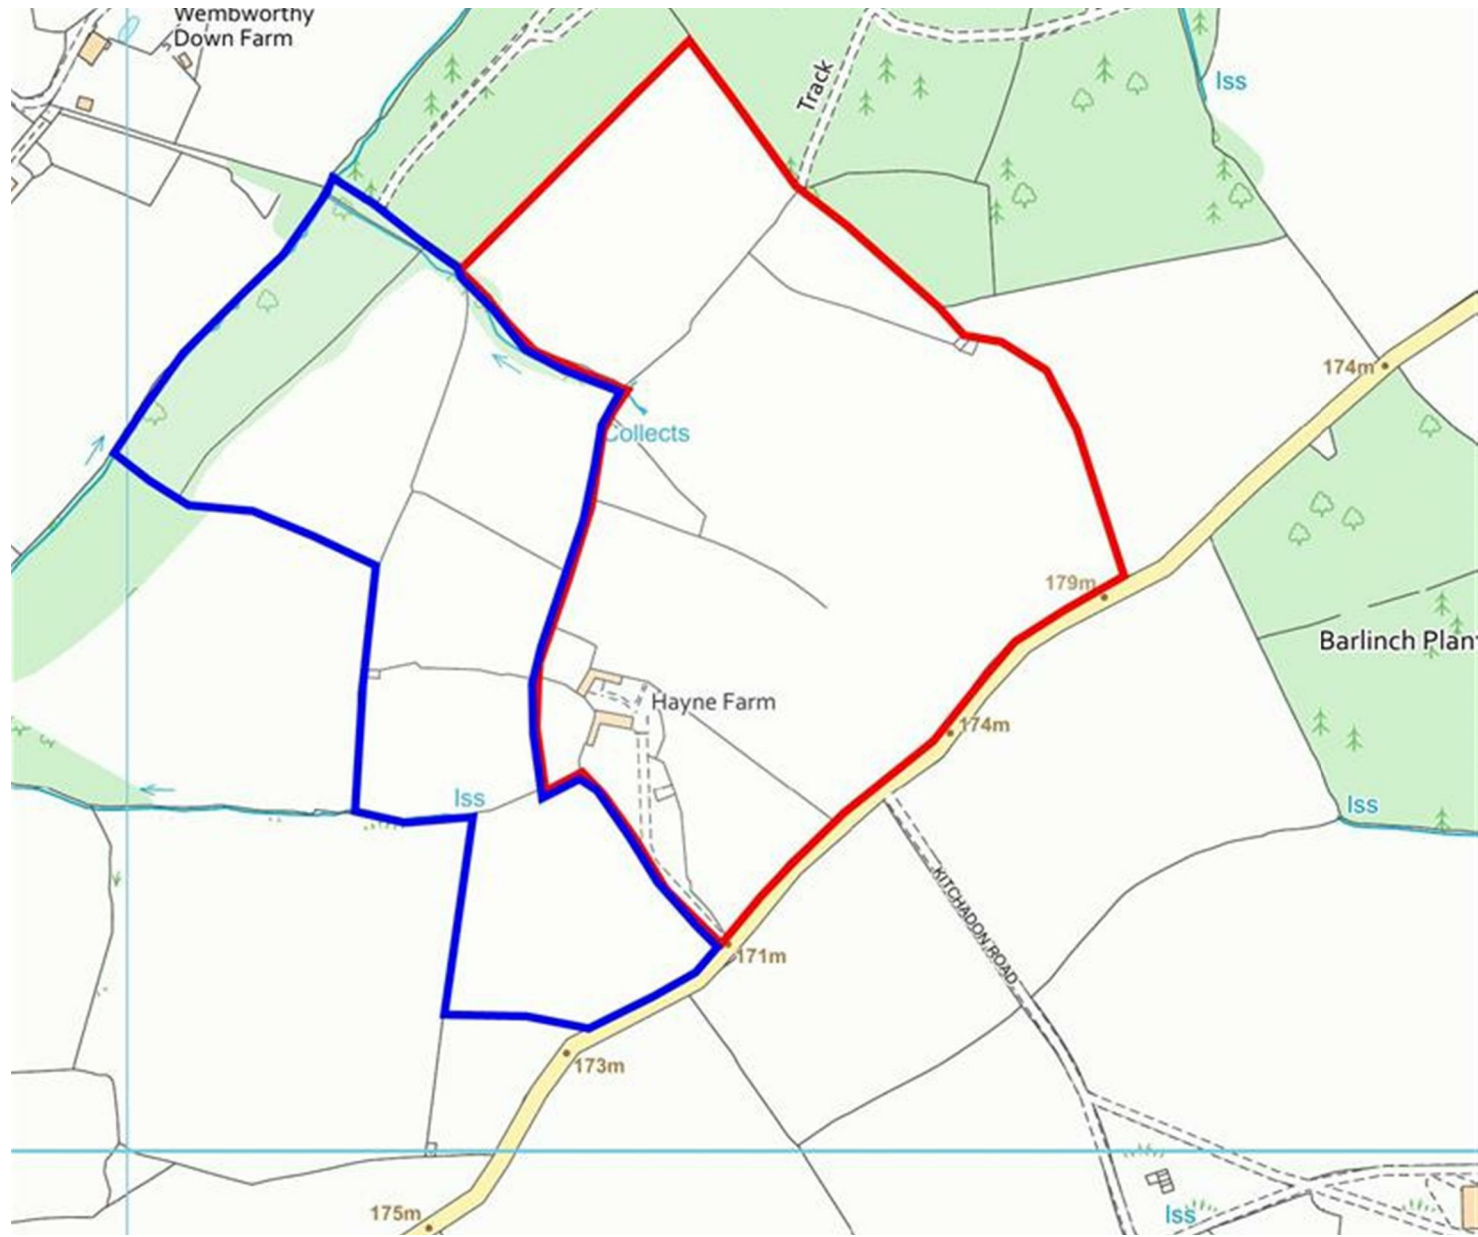 Wembworthy
Down Farm
Track
Iss
174m
Collects
179m
Barlinch Plan
Hayne Farm
174m
Iss
Iss
KITCHADON ROAD
171m
173m
175m
Iss